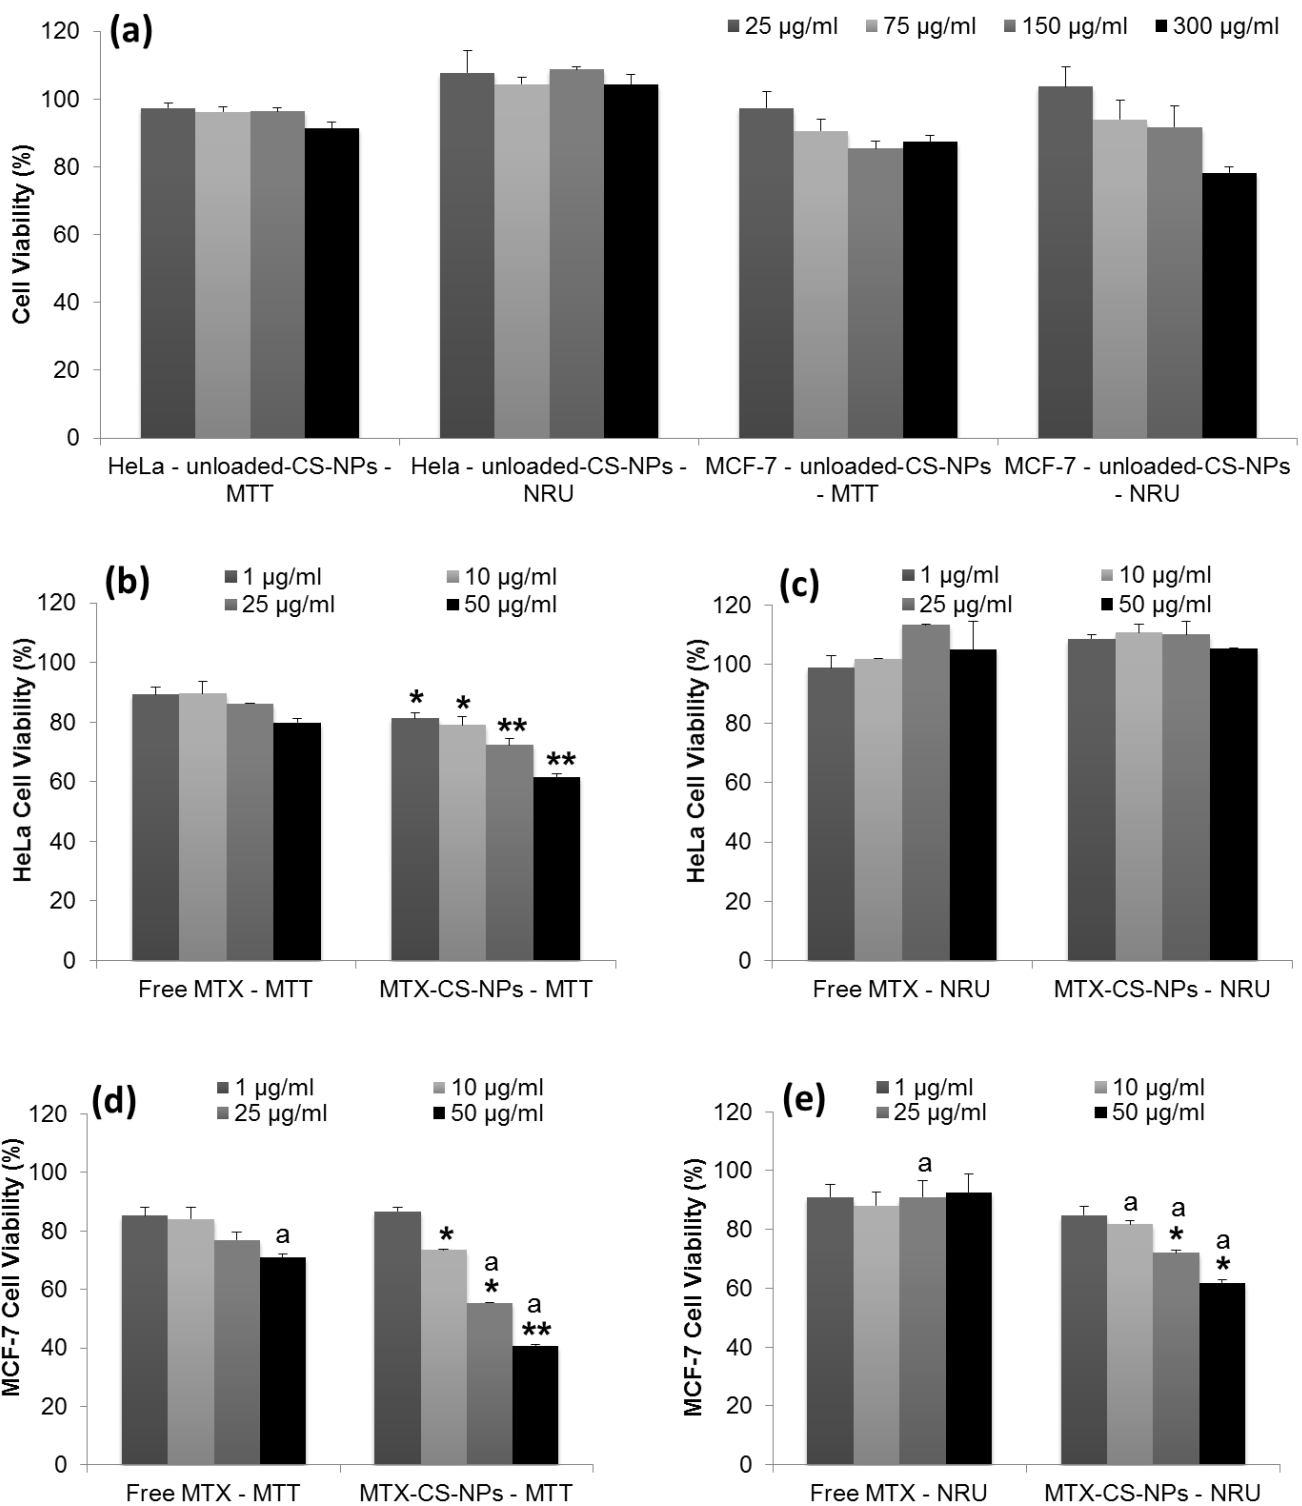 (a)
25 µg/ml 75 µg/ml 150 µg/ml 300 µg/ml
Cell Viability (%)
120
100
80
60
40
20
0
HeLa - unloaded-CS-NPs -
MTT
Hela - unloaded-CS-NPs -
NRU
MCF-7 - unloaded-CS-NPs
- MTT
MCF-7 - unloaded-CS-NPs
- NRU
(b)
1 µg/ml 10 µg/ml
25 µg/ml 50 µg/ml
HeLa Cell Viability (%)
120
100
80
60
40
20
0
* * ** **
Free MTX - MTT MTX-CS-NPs - MTT
(c)
1 µg/ml 10 µg/ml
25 µg/ml 50 µg/ml
HeLa Cell Viability (%)
120
100
80
60
40
20
0
Free MTX - NRU MTX-CS-NPs - NRU
(d)
1 µg/ml 10 µg/ml
25 µg/ml 50 µg/ml
MCF-7 Cell Viability (%)
120
100
80
60
40
20
0
a
*
a
*
a
**
Free MTX - MTT MTX-CS-NPs - MTT
(e)
1 µg/ml 10 µg/ml
25 µg/ml 50 µg/ml
MCF-7 Cell Viability (%)
120
100
80
60
40
20
0
a
a
a
*
a
*
Free MTX - NRU MTX-CS-NPs - NRU